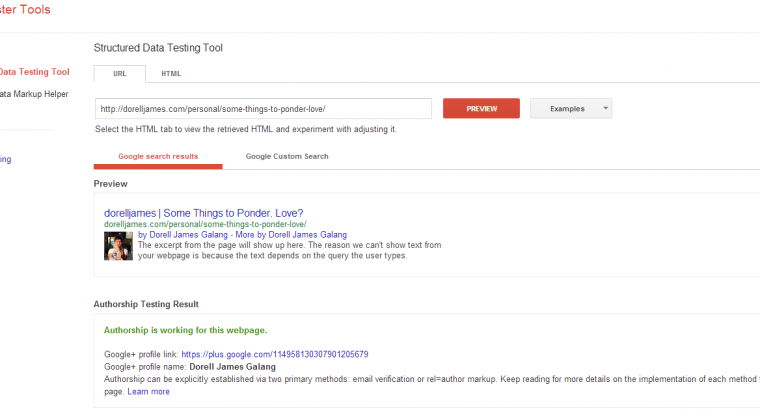 ster Tools
Structured Data Testing Tool
Data Testing Tool
URL HTML
ata Markup Helper
http://dorelljames.com/personal/some-things-to-ponder-love/ PREVIEW Examples
Select the HTML tab to view the retrieved HTML and experiment with adjusting it.
ing
Google search results Google Custom Search
Preview
dorelljames | Some Things to Ponder. Love?
dorelljames.com/personal/some-things-to-ponder-love/
by Dorell James Galang - More by Dorell James Galang
The excerpt from the page will show up here. The reason we can't show text from
your webpage is because the text depends on the query the user types.
Authorship Testing Result
Authorship is working for this webpage.
Google+ profile link: https://plus.google.com/114958130307901205679
Google+ profile name: Dorell James Galang
Authorship can be explicitly established via two primary methods: email verification or rel=author markup. Keep reading for more details on the implementation of each method f
page. Learn more